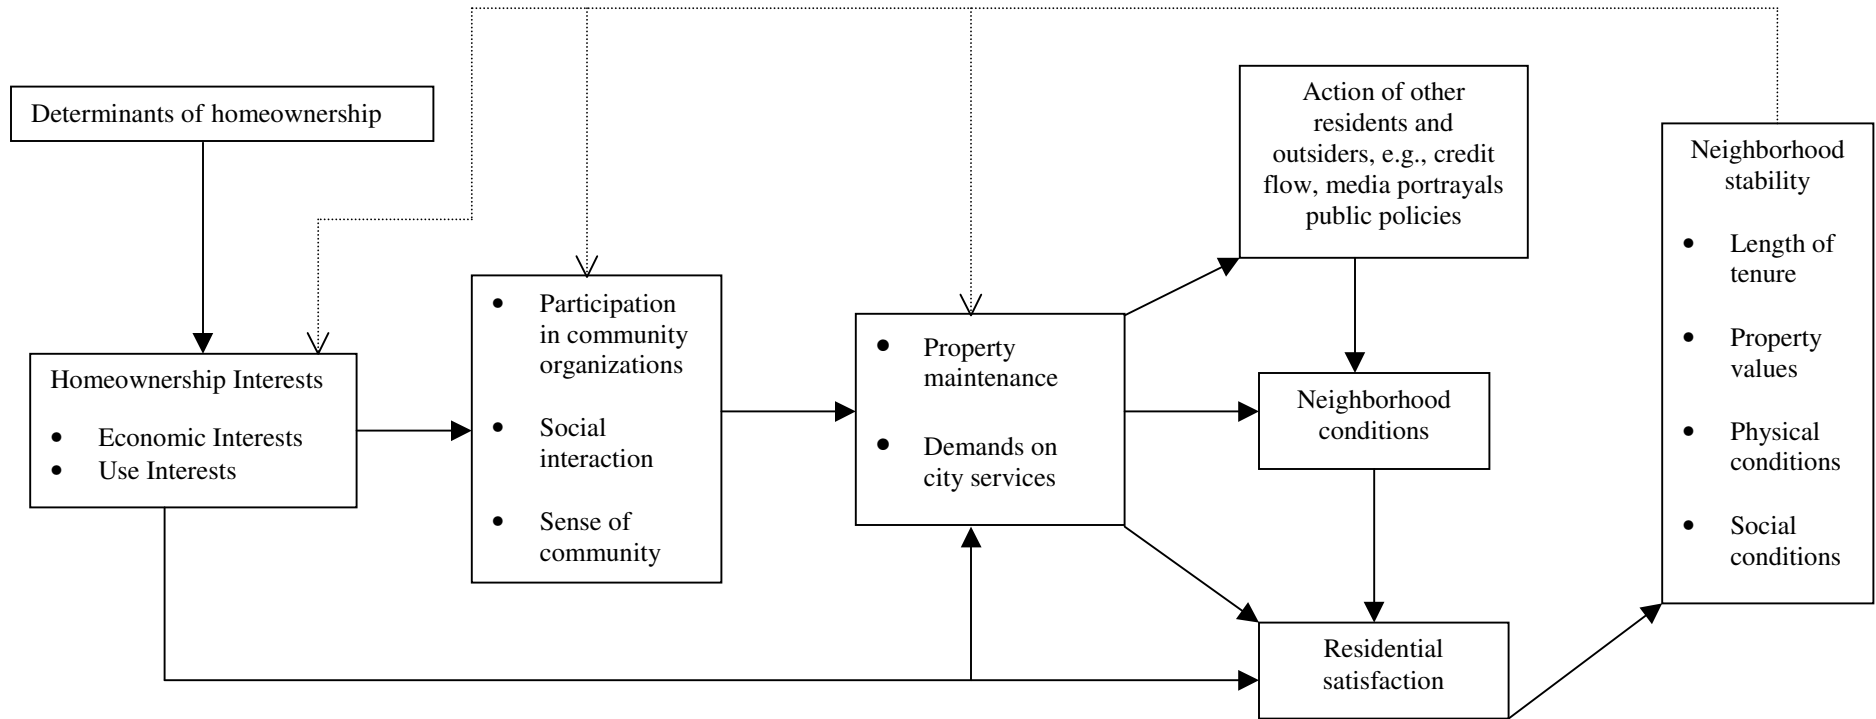 Determinants of homeownership
Homeownership Interests
• Economic Interests
• Use Interests
• Participation
in community
organizations
• Social
interaction
• Sense of
community
• Property
maintenance
• Demands on
city services
Action of other
residents and
outsiders, e.g., credit
flow, media portrayals
public policies
Neighborhood
conditions
Residential
satisfaction
Neighborhood
stability
• Length of
tenure
• Property
values
• Physical
conditions
• Social
conditions